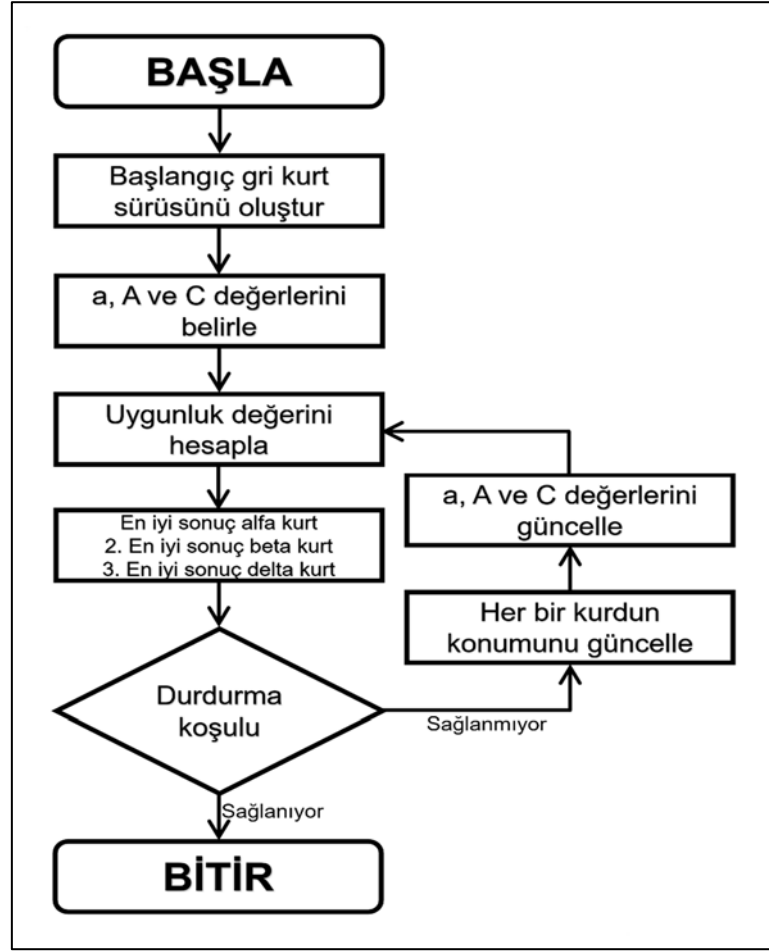 BAŞLA
Başlangıç gri kurt
sürüsünü oluştur
a, A ve C değerlerini
belirle
Uygunluk değerini
hesapla
En iyi sonuç alfa kurt
2. En iyi sonuç beta kurt
3. En iyi sonuç delta kurt
Durdurma
koşulu
Sağlanmıyor
Her bir kurdun
konumunu güncelle
a, A ve C değerlerini
güncelle
Sağlanıyor
BİTİR